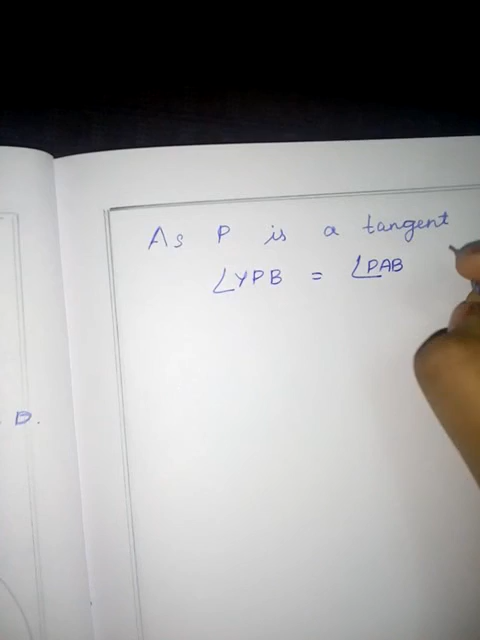 As P is a tangent
∠YPB = ∠PAB
D.